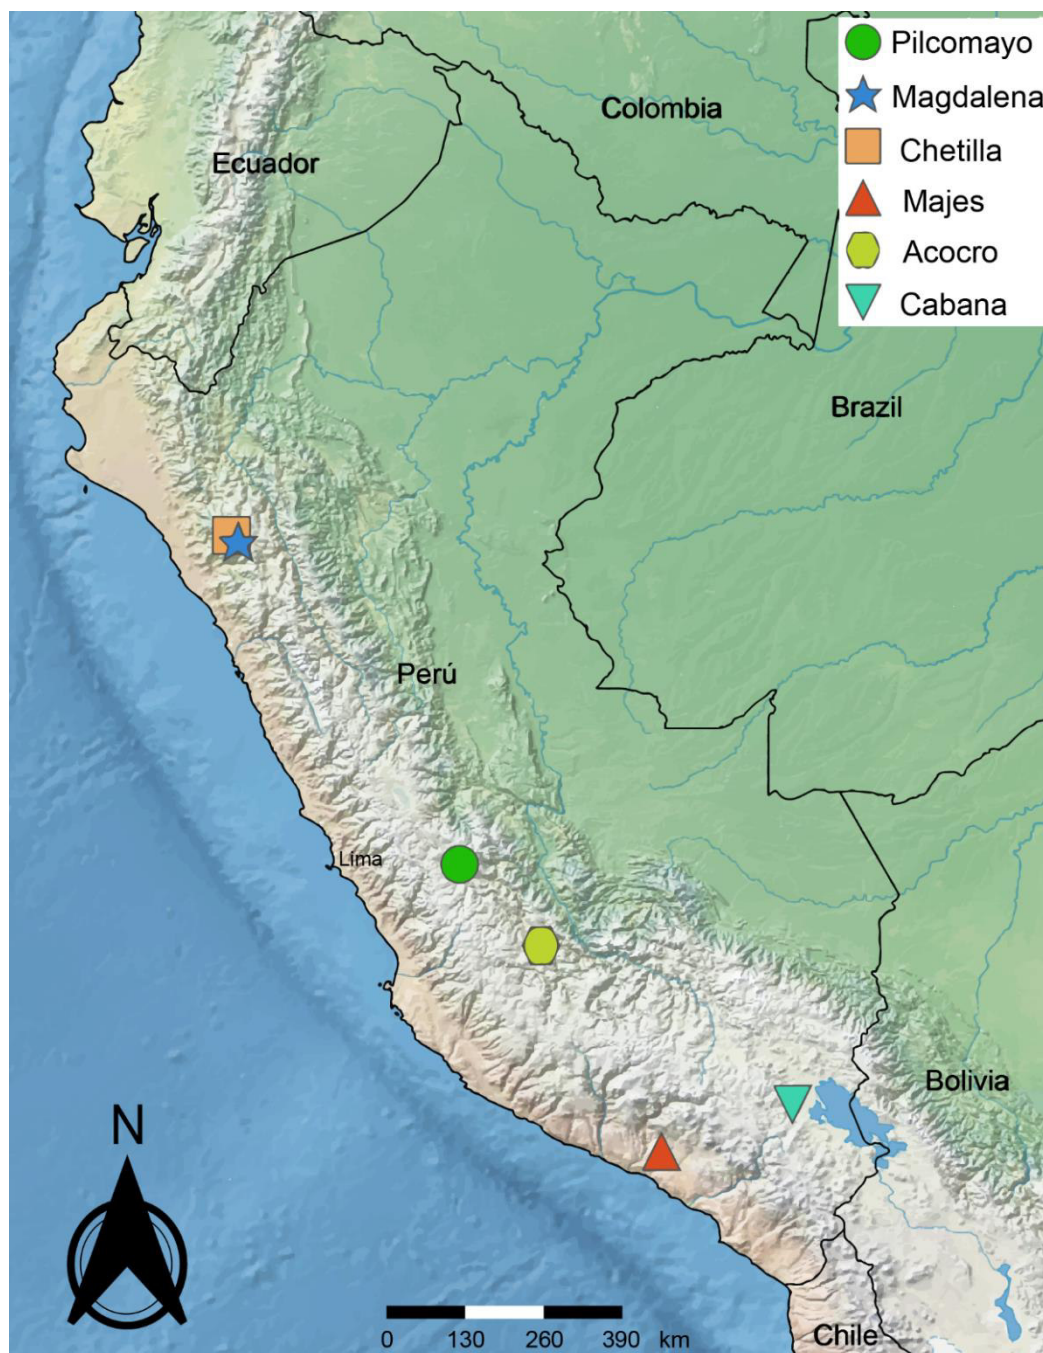 Pilcomayo
Colombia
Magdalena
Ecuador
Chetilla
Majes
Acocro
Cabana
Brazil
Perú
Lima
Bolivia
N
0 130 260 390 km
Chile